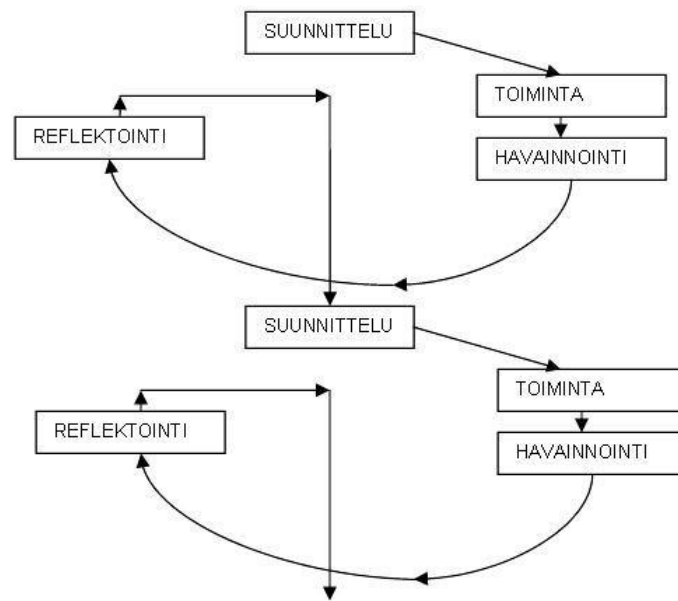 SUUNNITTELU
TOIMINTA
HAVAINNOINTI
REFLEKTOINTI
SUUNNITTELU
TOIMINTA
HAVAINNOINTI
REFLEKTOINTI